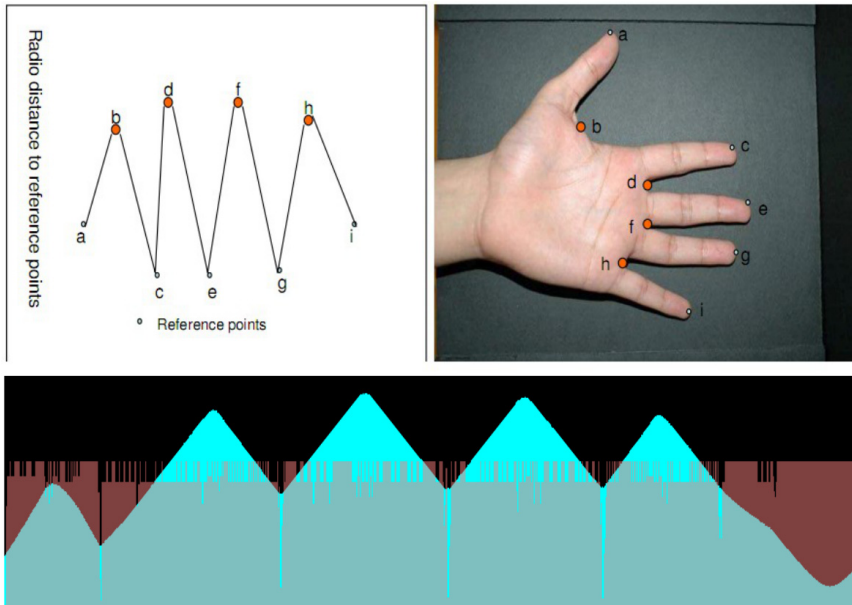 Radio distance to reference points
b
d
f
h
a
c
e
g
i
Reference points
a
b
c
d
e
f
g
h
i